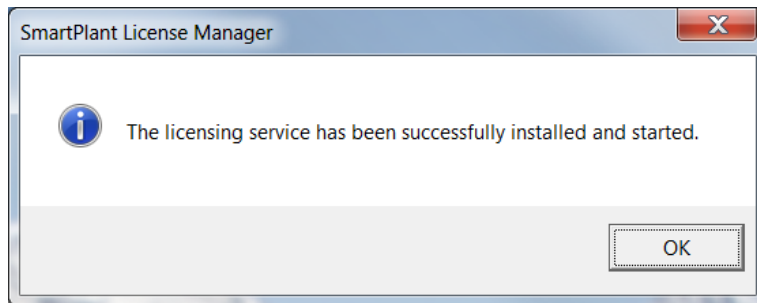 SmartPlant License Manager
The licensing service has been successfully installed and started.
OK